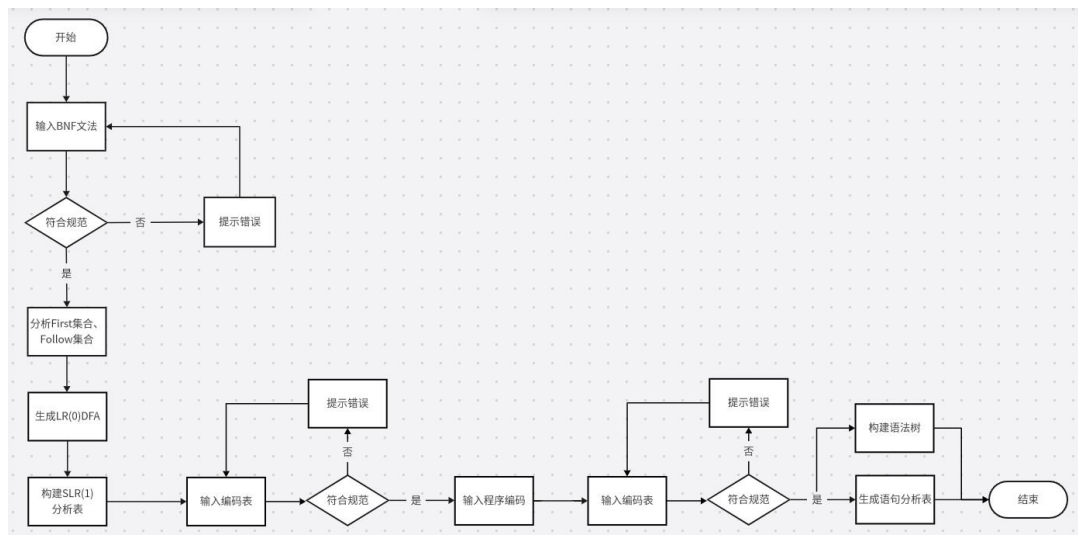 开始
输入BNF文法
符合规范
否
提示错误
是
分析First集合、
Follow集合
生成LR(0)DFA
构建SLR(1)
分析表
输入编码表
符合规范
否
提示错误
是
输入程序编码
输入编码表
符合规范
否
提示错误
是
构建语法树
生成语句分析表
结束